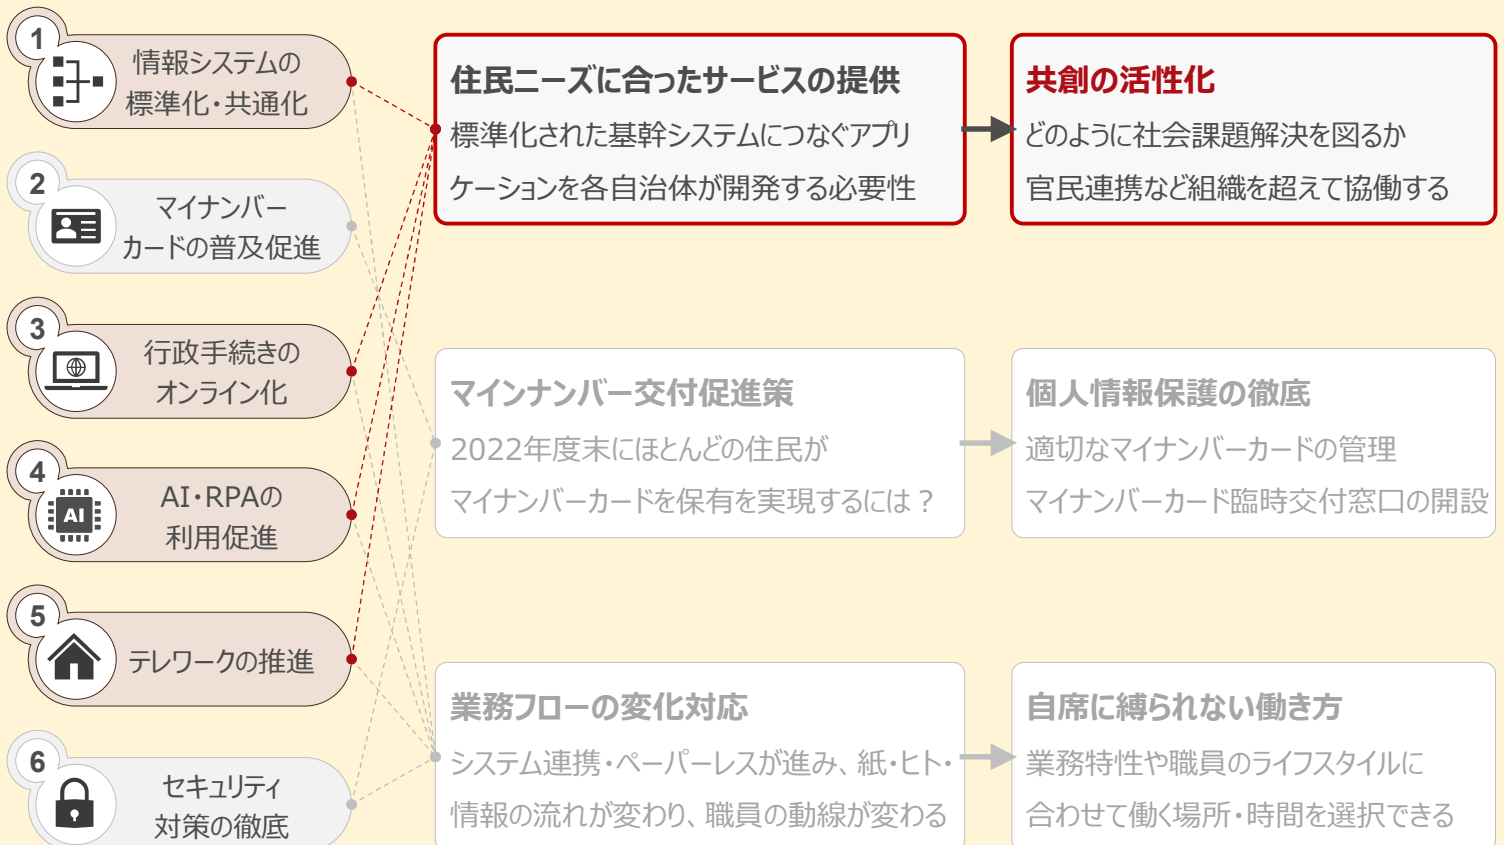 1
情報システムの
標準化・共通化
2
マイナンバー
カードの普及促進
3
行政手続きの
オンライン化
4
AI
AI・RPAの
利用促進
5
テレワークの推進
6
セキュリティ
対策の徹底
住民ニーズに合ったサービスの提供
標準化された基幹システムにつなぐアプリ
ケーションを各自治体が開発する必要性
共創の活性化
どのように社会課題解決を図るか
官民連携など組織を超えて協働する
マインナンバー交付促進策
2022年度末にほとんどの住民が
マイナンバーカードを保有を実現するには？
個人情報保護の徹底
適切なマイナンバーカードの管理
マイナンバーカード臨時交付窓口の開設
業務フローの変化対応
システム連携・ペーパーレスが進み、紙・ヒト・
情報の流れが変わり、職員の動線が変わる
自席に縛られない働き方
業務特性や職員のライフスタイルに
合わせて働く場所・時間を選択できる